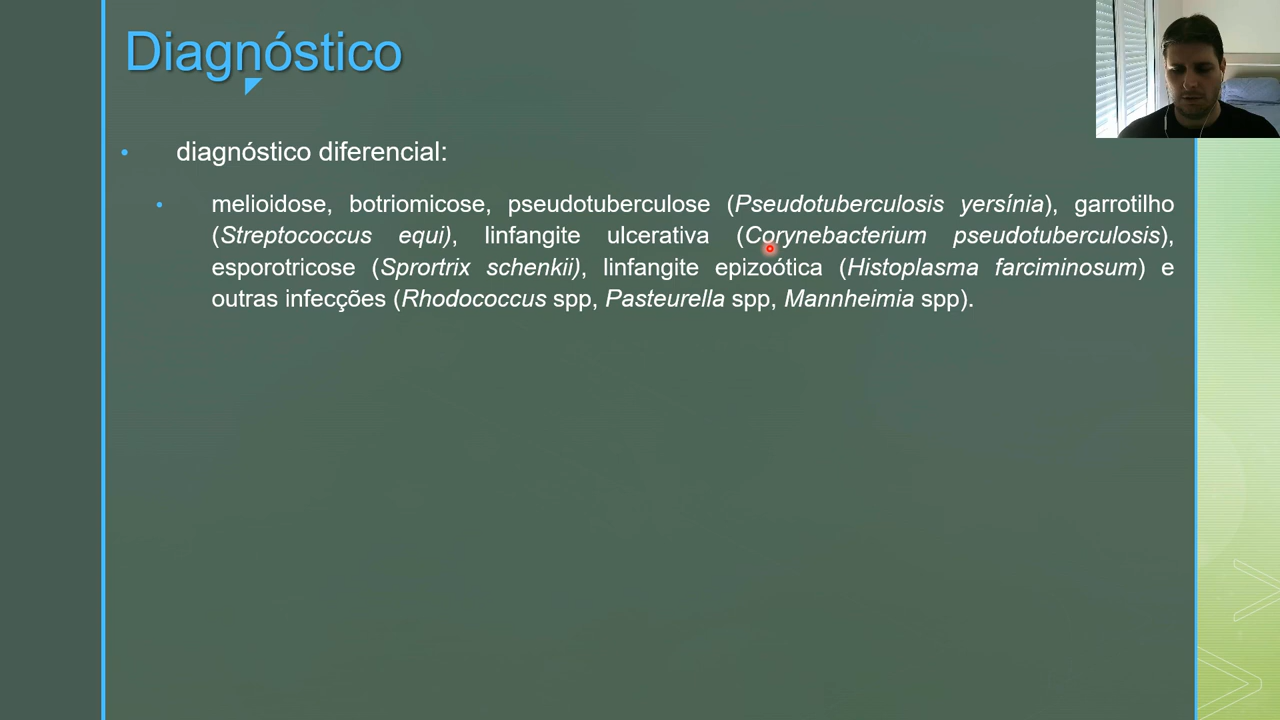 Diagnóstico
• diagnóstico diferencial:
• melioidose, botriomicose, pseudotuberculose (Pseudotuberculosis yersínia), garrotilho
(Streptococcus equi), linfangite ulcerativa (Corynebacterium pseudotuberculosis),
esporotricose (Sprortrix schenkii), linfangite epizoótica (Histoplasma farciminosum) e
outras infecções (Rhodococcus spp, Pasteurella spp, Mannheimia spp).